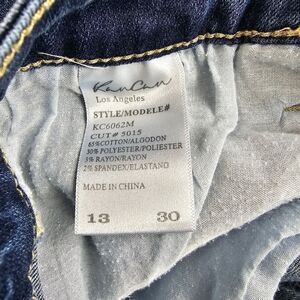 KanCan
Los Angeles
STYLE/MODELE#
KC6062M
CUT# 5015
65%COTTON/ALGODON
30%POLYESTER/POLIESTER
3%RAYON/RAYON
2%SPANDEX/ELASTANO
MADE IN CHINA
13 30